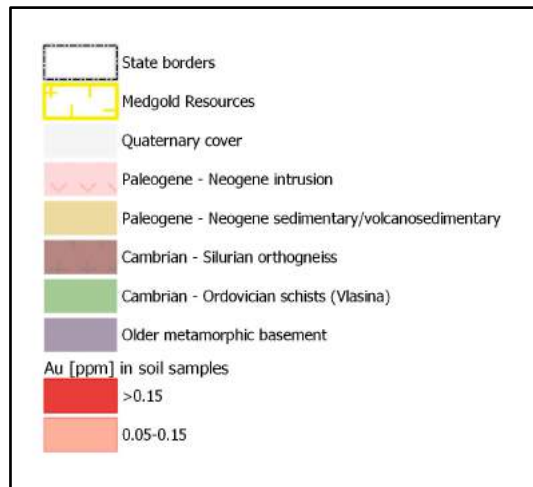 State borders
Medgold Resources
Quaternary cover
Paleogene - Neogene intrusion
Paleogene - Neogene sedimentary/volcanosedimentary
Cambrian - Silurian orthogneiss
Cambrian - Ordovician schists (Vlasina)
Older metamorphic basement
Au [ppm] in soil samples
>0.15
0.05-0.15